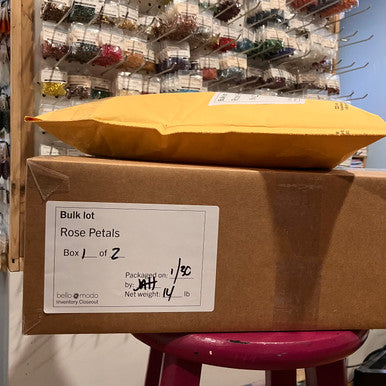 Bulk lot
Rose Petals
Box 1 of 2
Packaged on: 1/30
by: JAH
Net weight: 14 lb
bello modo
Inventory Closeout